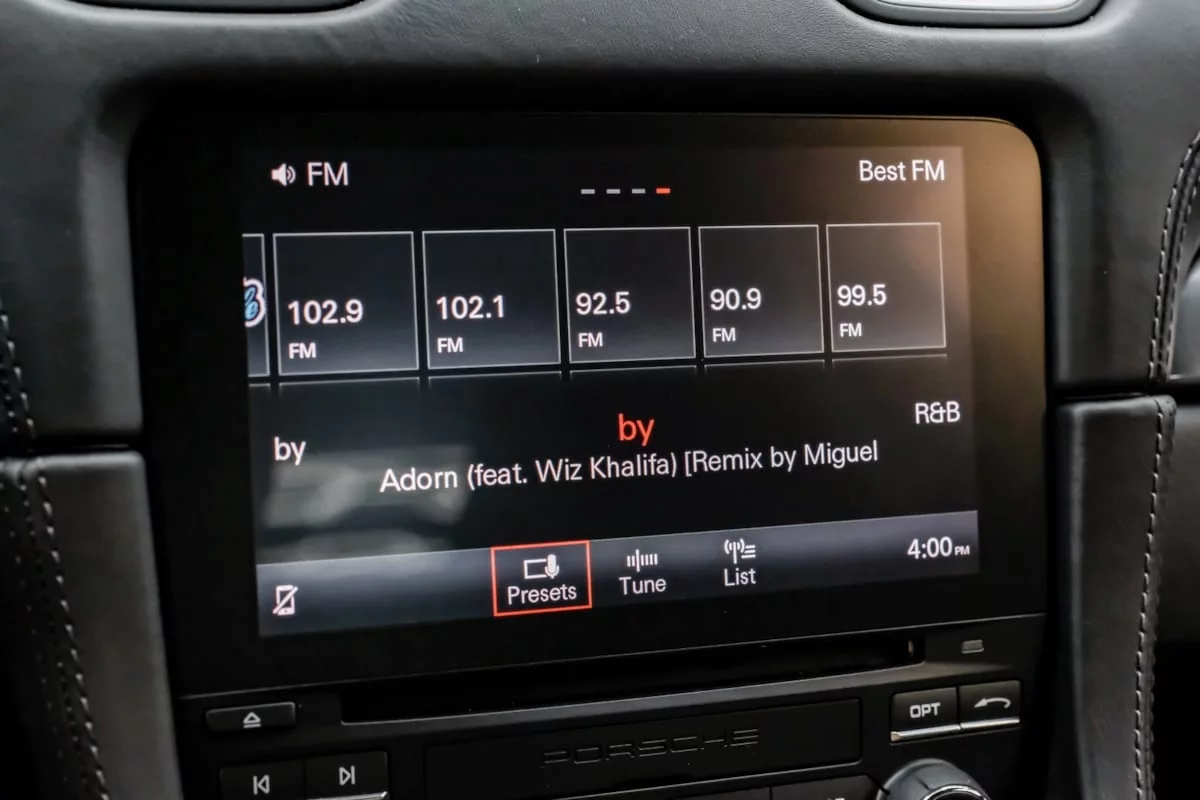 FM
Best FM
102.9
FM
102.1
FM
92.5
FM
90.9
FM
99.5
FM
by
by
R&B
Adorn (feat. Wiz Khalifa) [Remix by Miguel
Presets
Tune
List
4:00 PM
OPT
PORSCHE